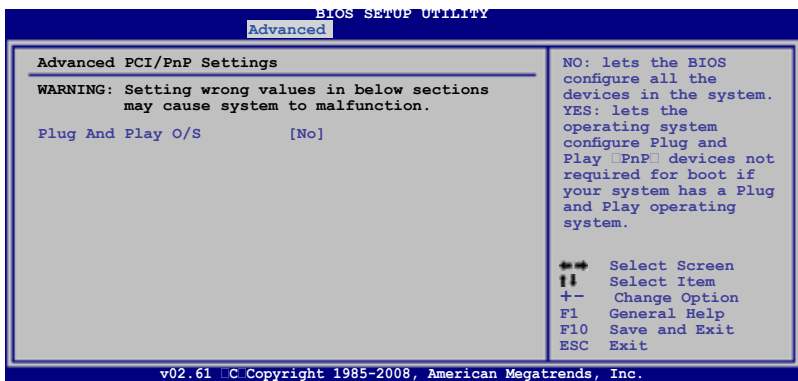 BIOS SETUP UTILITY
Advanced
Advanced PCI/PnP Settings
WARNING: Setting wrong values in below sections
may cause system to malfunction.
Plug And Play O/S [No]
NO: lets the BIOS
configure all the
devices in the system.
YES: lets the
operating system
configure Plug and
Play □PnP□ devices not
required for boot if
your system has a Plug
and Play operating
system.
←→ Select Screen
↑↓ Select Item
+- Change Option
F1 General Help
F10 Save and Exit
ESC Exit
v02.61 □C□Copyright 1985-2008, American Megatrends, Inc.